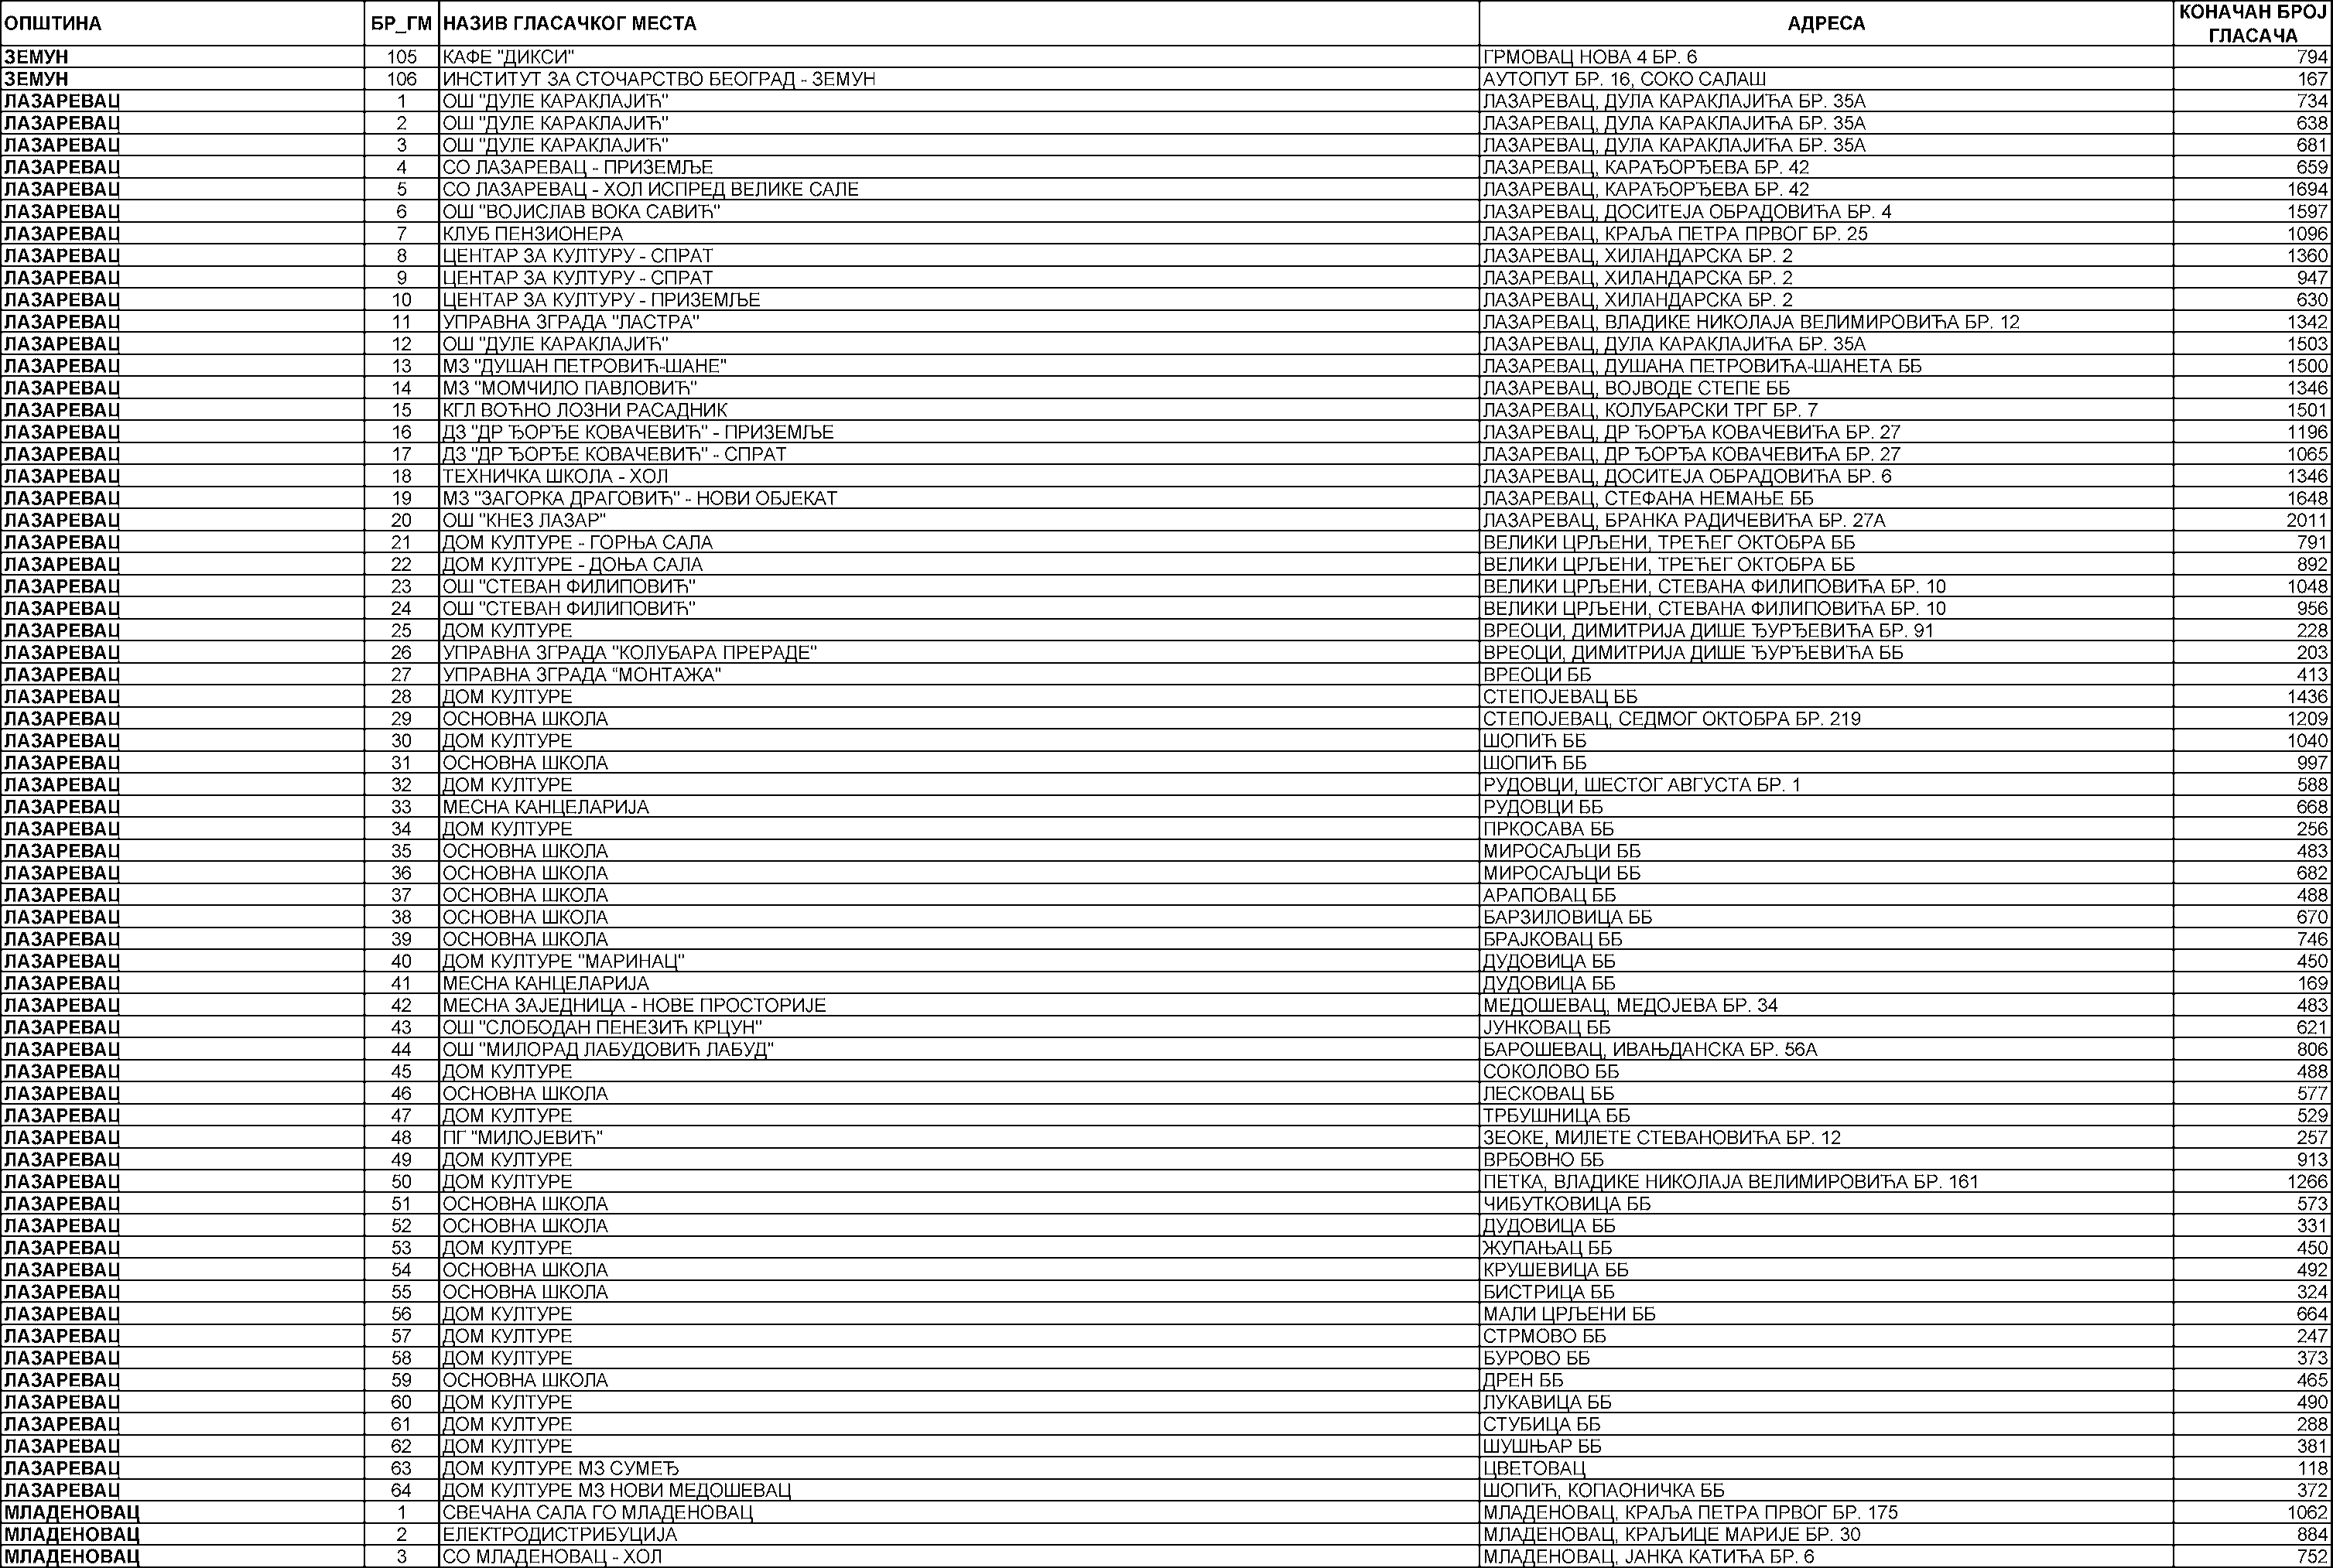 ОПШТИНА БР_ГМ НАЗИВ ГЛАСАЧКОГ МЕСТА АДРЕСА КОНАЧАН БРОЈ ГЛАСАЧА
ЗЕМУН 105 КАФЕ "ДИКСИ" ГРМОВАЦ НОВА 4 БР. 6 794
ЗЕМУН 106 ИНСТИТУТ ЗА СТОЧАРСТВО БЕОГРАД - ЗЕМУН АУТОПУТ БР. 16, СОКО САЛАШ 167
ЛАЗАРЕВАЦ 1 ОШ "ДУЛЕ КАРАКЛАЈИЋ" ЛАЗАРЕВАЦ, ДУЛА КАРАКЛАЈИЋА БР. 35А 734
ЛАЗАРЕВАЦ 2 ОШ "ДУЛЕ КАРАКЛАЈИЋ" ЛАЗАРЕВАЦ, ДУЛА КАРАКЛАЈИЋА БР. 35А 638
ЛАЗАРЕВАЦ 3 ОШ "ДУЛЕ КАРАКЛАЈИЋ" ЛАЗАРЕВАЦ, ДУЛА КАРАКЛАЈИЋА БР. 35А 681
ЛАЗАРЕВАЦ 4 СО ЛАЗАРЕВАЦ - ПРИЗЕМЉЕ ЛАЗАРЕВАЦ, КАРАЂОРЂЕВА БР. 42 659
ЛАЗАРЕВАЦ 5 СО ЛАЗАРЕВАЦ - ХОЛ ИСПРЕД ВЕЛИКЕ САЛЕ ЛАЗАРЕВАЦ, КАРАЂОРЂЕВА БР. 42 1694
ЛАЗАРЕВАЦ 6 ОШ "ВОЈИСЛАВ ВОКА САВИЋ" ЛАЗАРЕВАЦ, ДОСИТЕЈА ОБРАДОВИЋА БР. 4 1597
ЛАЗАРЕВАЦ 7 КЛУБ ПЕНЗИОНЕРА ЛАЗАРЕВАЦ, КРАЉА ПЕТРА ПРВОГ БР. 25 1096
ЛАЗАРЕВАЦ 8 ЦЕНТАР ЗА КУЛТУРУ - СПРАТ ЛАЗАРЕВАЦ, ХИЛАНДАРСКА БР. 2 1360
ЛАЗАРЕВАЦ 9 ЦЕНТАР ЗА КУЛТУРУ - СПРАТ ЛАЗАРЕВАЦ, ХИЛАНДАРСКА БР. 2 947
ЛАЗАРЕВАЦ 10 ЦЕНТАР ЗА КУЛТУРУ - ПРИЗЕМЉЕ ЛАЗАРЕВАЦ, ХИЛАНДАРСКА БР. 2 630
ЛАЗАРЕВАЦ 11 УПРАВНА ЗГРАДА "ЛАСТРА" ЛАЗАРЕВАЦ, ВЛАДИКЕ НИКОЛАЈА ВЕЛИМИРОВИЋА БР. 12 1342
ЛАЗАРЕВАЦ 12 ОШ "ДУЛЕ КАРАКЛАЈИЋ" ЛАЗАРЕВАЦ, ДУЛА КАРАКЛАЈИЋА БР. 35А 1503
ЛАЗАРЕВАЦ 13 МЗ "ДУШАН ПЕТРОВИЋ-ШАНЕ" ЛАЗАРЕВАЦ, ДУШАНА ПЕТРОВИЋА-ШАНЕТА ББ 1500
ЛАЗАРЕВАЦ 14 МЗ "МОМЧИЛО ПАВЛОВИЋ" ЛАЗАРЕВАЦ, ВОЈВОДЕ СТЕПЕ ББ 1346
ЛАЗАРЕВАЦ 15 КГЛ ВОЋНО ЛОЗНИ РАСАДНИК ЛАЗАРЕВАЦ, КОЛУБАРСКИ ТРГ БР. 7 1501
ЛАЗАРЕВАЦ 16 ДЗ "ДР ЂОРЂЕ КОВАЧЕВИЋ" - ПРИЗЕМЉЕ ЛАЗАРЕВАЦ, ДР ЂОРЂА КОВАЧЕВИЋА БР. 27 1196
ЛАЗАРЕВАЦ 17 ДЗ "ДР ЂОРЂЕ КОВАЧЕВИЋ" - СПРАТ ЛАЗАРЕВАЦ, ДР ЂОРЂА КОВАЧЕВИЋА БР. 27 1065
ЛАЗАРЕВАЦ 18 ТЕХНИЧКА ШКОЛА - ХОЛ ЛАЗАРЕВАЦ, ДОСИТЕЈА ОБРАДОВИЋА БР. 6 1346
ЛАЗАРЕВАЦ 19 МЗ "ЗАГОРКА ДРАГОВИЋ" - НОВИ ОБЈЕКАТ ЛАЗАРЕВАЦ, СТЕФАНА НЕМАЊЕ ББ 1648
ЛАЗАРЕВАЦ 20 ОШ "КНЕЗ ЛАЗАР" ЛАЗАРЕВАЦ, БРАНКА РАДИЧЕВИЋА БР. 27А 2011
ЛАЗАРЕВАЦ 21 ДОМ КУЛТУРЕ - ГОРЊА САЛА ВЕЛИКИ ЦРЉЕНИ, ТРЕЋЕГ ОКТОБРА ББ 791
ЛАЗАРЕВАЦ 22 ДОМ КУЛТУРЕ - ДОЊА САЛА ВЕЛИКИ ЦРЉЕНИ, ТРЕЋЕГ ОКТОБРА ББ 892
ЛАЗАРЕВАЦ 23 ОШ "СТЕВАН ФИЛИПОВИЋ" ВЕЛИКИ ЦРЉЕНИ, СТЕВАНА ФИЛИПОВИЋА БР. 10 1048
ЛАЗАРЕВАЦ 24 ОШ "СТЕВАН ФИЛИПОВИЋ" ВЕЛИКИ ЦРЉЕНИ, СТЕВАНА ФИЛИПОВИЋА БР. 10 956
ЛАЗАРЕВАЦ 25 ДОМ КУЛТУРЕ ВРЕОЦИ, ДИМИТРИЈА ДИШЕ ЂУРЂЕВИЋА БР. 91 228
ЛАЗАРЕВАЦ 26 УПРАВНА ЗГРАДА "КОЛУБАРА ПРЕРАДЕ" ВРЕОЦИ, ДИМИТРИЈА ДИШЕ ЂУРЂЕВИЋА ББ 203
ЛАЗАРЕВАЦ 27 УПРАВНА ЗГРАДА "МОНТАЖА" ВРЕОЦИ ББ 413
ЛАЗАРЕВАЦ 28 ДОМ КУЛТУРЕ СТЕПОЈЕВАЦ ББ 1436
ЛАЗАРЕВАЦ 29 ОСНОВНА ШКОЛА СТЕПОЈЕВАЦ, СЕДМОГ ОКТОБРА БР. 219 1209
ЛАЗАРЕВАЦ 30 ДОМ КУЛТУРЕ ШОПИЋ ББ 1040
ЛАЗАРЕВАЦ 31 ОСНОВНА ШКОЛА ШОПИЋ ББ 997
ЛАЗАРЕВАЦ 32 ДОМ КУЛТУРЕ РУДОВЦИ, ШЕСТОГ АВГУСТА БР. 1 588
ЛАЗАРЕВАЦ 33 МЕСНА КАНЦЕЛАРИЈА РУДОВЦИ ББ 668
ЛАЗАРЕВАЦ 34 ДОМ КУЛТУРЕ ПРКОСАВА ББ 256
ЛАЗАРЕВАЦ 35 ОСНОВНА ШКОЛА МИРОСАЉЦИ ББ 483
ЛАЗАРЕВАЦ 36 ОСНОВНА ШКОЛА МИРОСАЉЦИ ББ 682
ЛАЗАРЕВАЦ 37 ОСНОВНА ШКОЛА АРАПОВАЦ ББ 488
ЛАЗАРЕВАЦ 38 ОСНОВНА ШКОЛА БАРЗИЛОВИЦА ББ 670
ЛАЗАРЕВАЦ 39 ОСНОВНА ШКОЛА БРАЈКОВАЦ ББ 746
ЛАЗАРЕВАЦ 40 ДОМ КУЛТУРЕ "МАРИНАЦ" ДУДОВИЦА ББ 450
ЛАЗАРЕВАЦ 41 МЕСНА КАНЦЕЛАРИЈА ДУДОВИЦА ББ 169
ЛАЗАРЕВАЦ 42 МЕСНА ЗАЈЕДНИЦА - НОВЕ ПРОСТОРИЈЕ МЕДОШЕВАЦ, МЕДОЈЕВА БР. 34 483
ЛАЗАРЕВАЦ 43 ОШ "СЛОБОДАН ПЕНЕЗИЋ КРЦУН" ЈУНКОВАЦ ББ 621
ЛАЗАРЕВАЦ 44 ОШ "МИЛОРАД ЛАБУДОВИЋ ЛАБУД" БАРОШЕВАЦ, ИВАЊДАНСКА БР. 56А 806
ЛАЗАРЕВАЦ 45 ДОМ КУЛТУРЕ СОКОЛОВО ББ 488
ЛАЗАРЕВАЦ 46 ОСНОВНА ШКОЛА ЛЕСКОВАЦ ББ 577
ЛАЗАРЕВАЦ 47 ДОМ КУЛТУРЕ ТРБУШНИЦА ББ 529
ЛАЗАРЕВАЦ 48 ПГ "МИЛОЈЕВИЋ" ЗЕОКЕ, МИЛЕТЕ СТЕВАНОВИЋА БР. 12 257
ЛАЗАРЕВАЦ 49 ДОМ КУЛТУРЕ ВРБОВНО ББ 913
ЛАЗАРЕВАЦ 50 ДОМ КУЛТУРЕ ПЕТКА, ВЛАДИКЕ НИКОЛАЈА ВЕЛИМИРОВИЋА БР. 161 1266
ЛАЗАРЕВАЦ 51 ОСНОВНА ШКОЛА ЧИБУТКОВИЦА ББ 573
ЛАЗАРЕВАЦ 52 ОСНОВНА ШКОЛА ДУДОВИЦА ББ 331
ЛАЗАРЕВАЦ 53 ДОМ КУЛТУРЕ ЖУПАЊАЦ ББ 450
ЛАЗАРЕВАЦ 54 ОСНОВНА ШКОЛА КРУШЕВИЦА ББ 492
ЛАЗАРЕВАЦ 55 ОСНОВНА ШКОЛА БИСТРИЦА ББ 324
ЛАЗАРЕВАЦ 56 ДОМ КУЛТУРЕ МАЛИ ЦРЉЕНИ ББ 664
ЛАЗАРЕВАЦ 57 ДОМ КУЛТУРЕ СТРМОВО ББ 247
ЛАЗАРЕВАЦ 58 ДОМ КУЛТУРЕ БУРОВО ББ 373
ЛАЗАРЕВАЦ 59 ОСНОВНА ШКОЛА ДРЕН ББ 465
ЛАЗАРЕВАЦ 60 ДОМ КУЛТУРЕ ЛУКАВИЦА ББ 490
ЛАЗАРЕВАЦ 61 ДОМ КУЛТУРЕ СТУБИЦА ББ 288
ЛАЗАРЕВАЦ 62 ДОМ КУЛТУРЕ ШУШЊАР ББ 381
ЛАЗАРЕВАЦ 63 ДОМ КУЛТУРЕ МЗ СУМЕЂ ЦВЕТОВАЦ 118
ЛАЗАРЕВАЦ 64 ДОМ КУЛТУРЕ МЗ НОВИ МЕДОШЕВАЦ ШОПИЋ, КОПАОНИЧКА ББ 372
МЛАДЕНОВАЦ 1 СВЕЧАНА САЛА ГО МЛАДЕНОВАЦ МЛАДЕНОВАЦ, КРАЉА ПЕТРА ПРВОГ БР. 175 1062
МЛАДЕНОВАЦ 2 ЕЛЕКТРОДИСТРИБУЦИЈА МЛАДЕНОВАЦ, КРАЉИЦЕ МАРИЈЕ БР. 30 884
МЛАДЕНОВАЦ 3 СО МЛАДЕНОВАЦ - ХОЛ МЛАДЕНОВАЦ, ЈАНКА КАТИЋА БР. 6 752